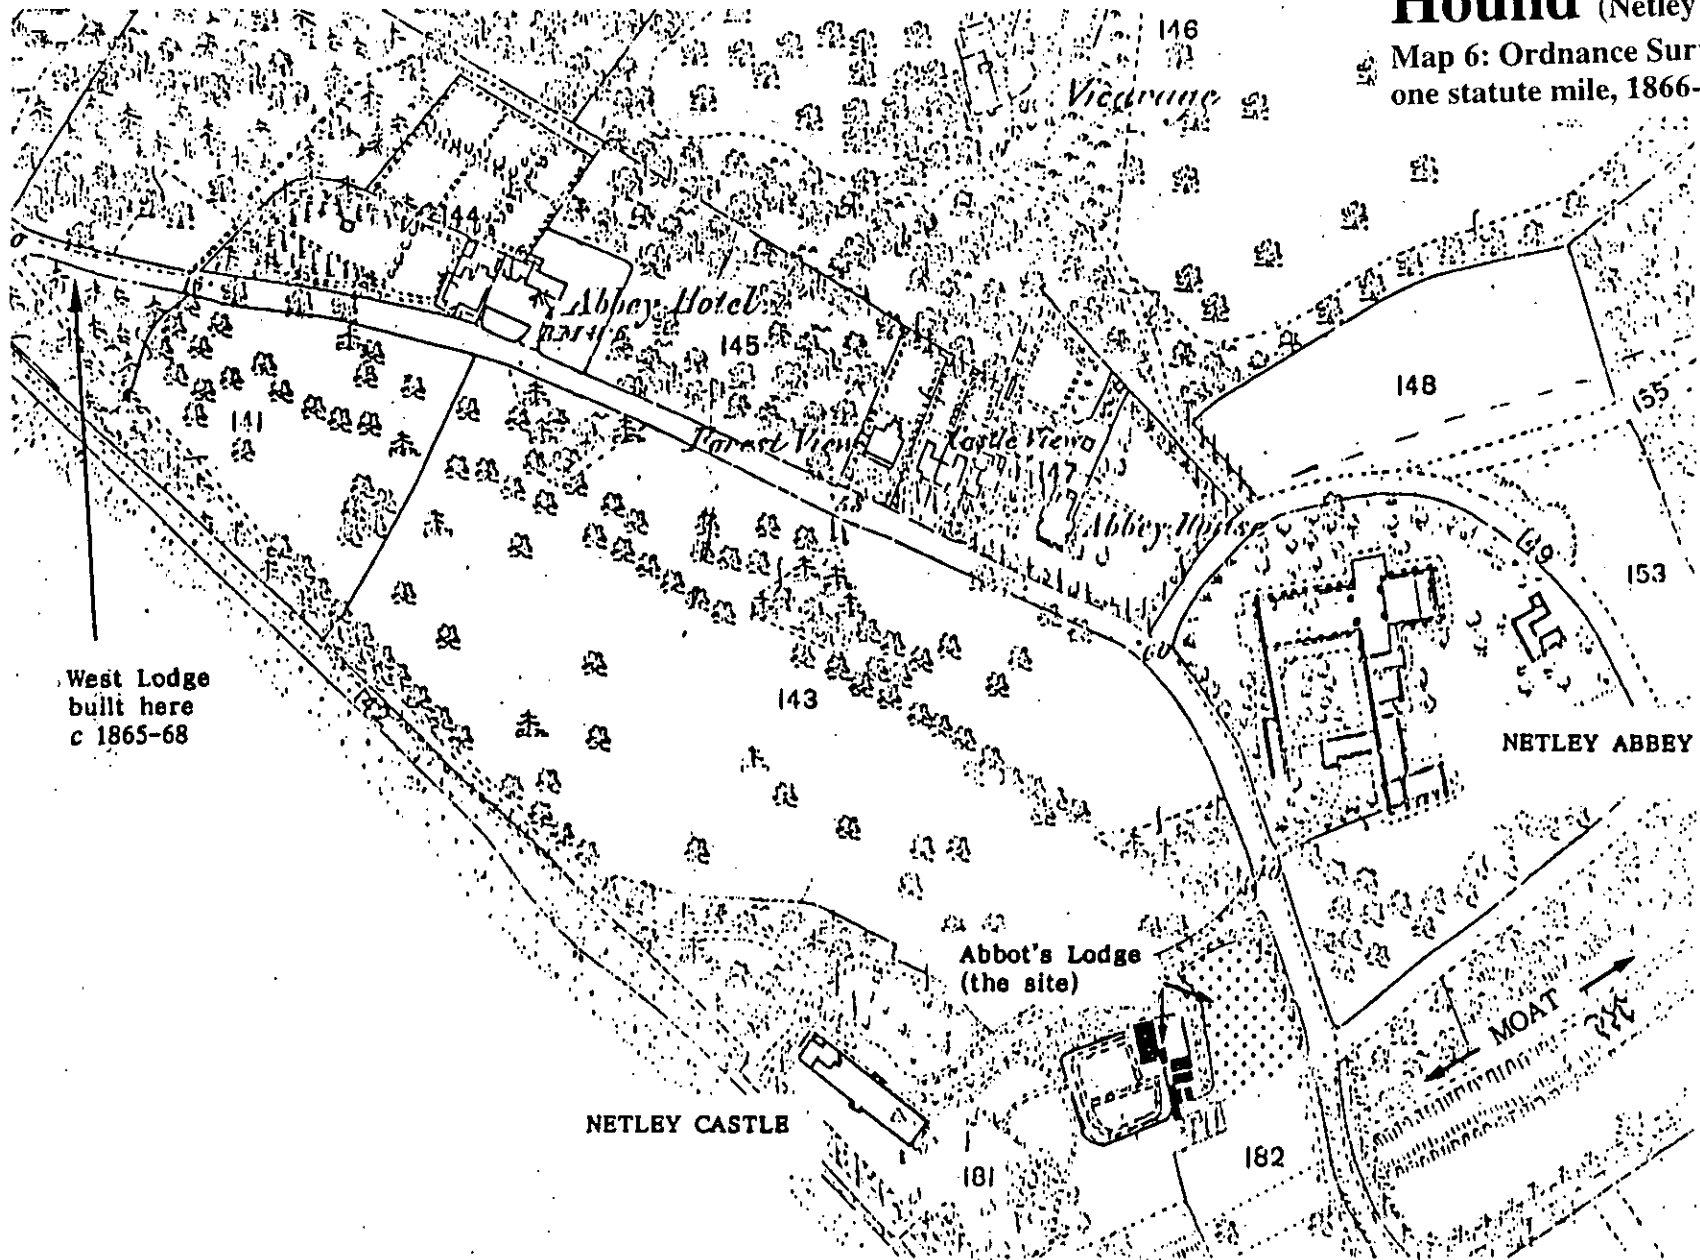 Hound (Netley
Map 6: Ordnance Sur
one statute mile, 1866-
146
Vicarage
144
Abbey Hotel
145
148
155
141
Forest View
Castle View
147
Abbey House
153
West Lodge
built here
c 1865-68
143
NETLEY ABBEY
Abbot's Lodge
(the site)
MOAT
NETLEY CASTLE
181
182